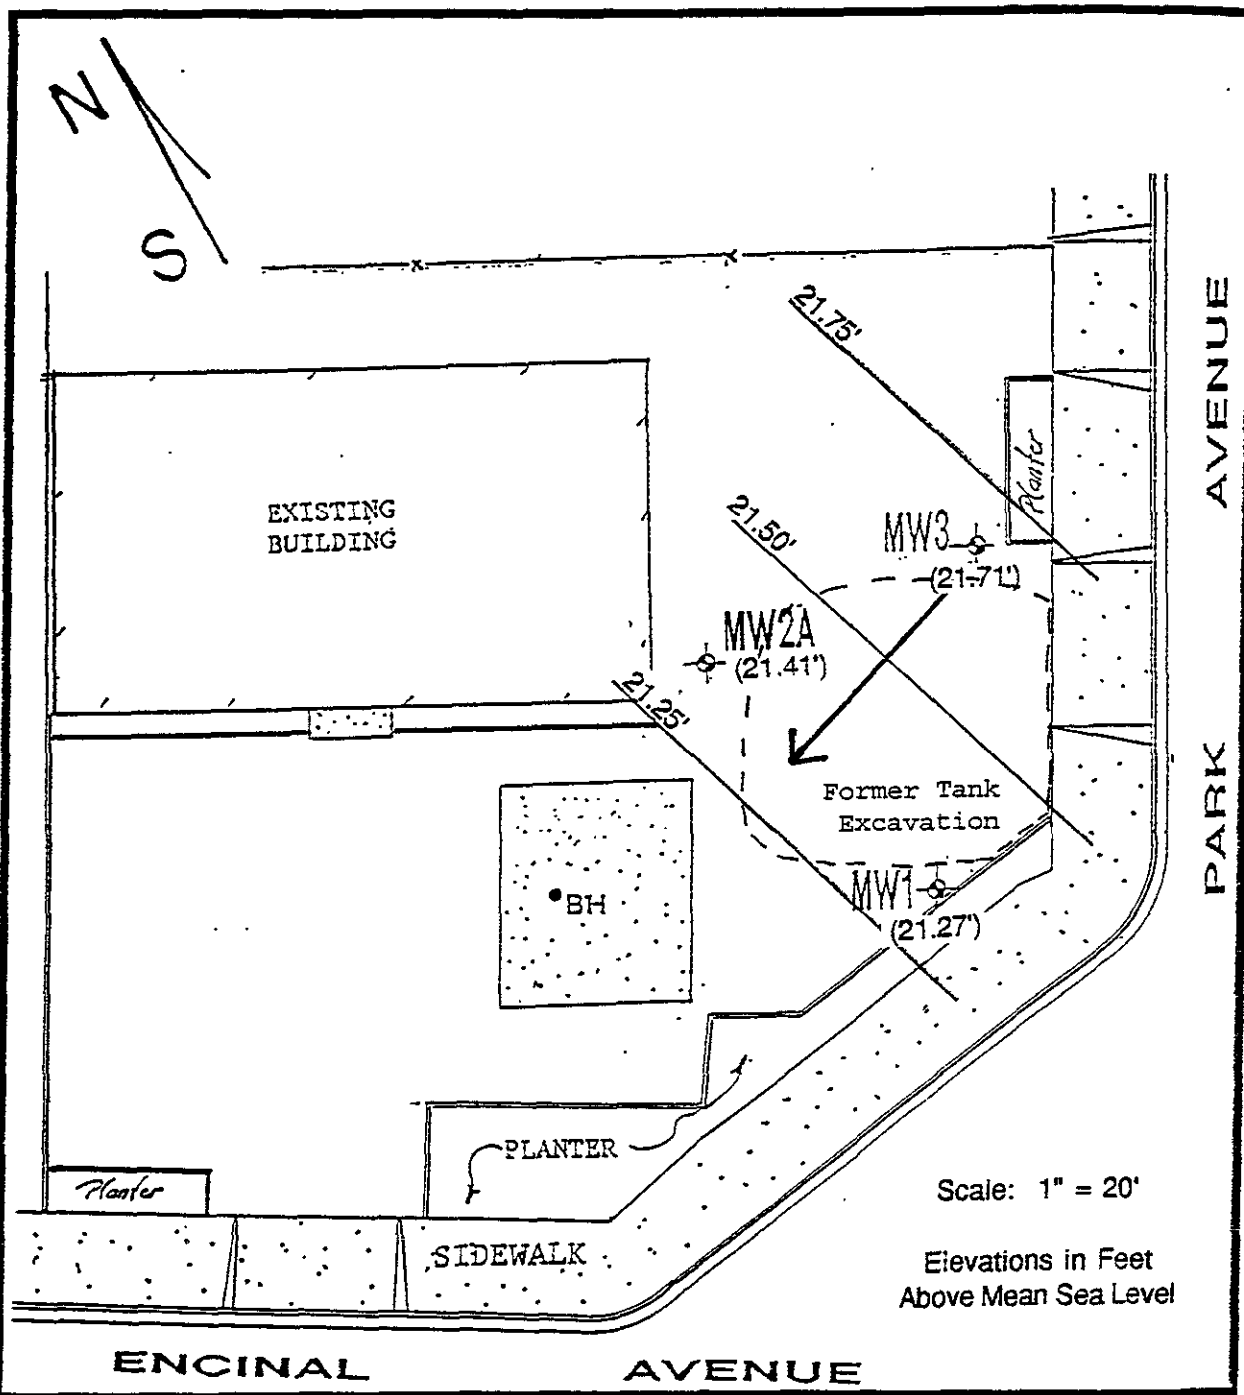 N
S
21.75'
AVENUE
Planter
EXISTING
BUILDING
21.50'
MW3
(21.71')
MW2A
(21.41')
21.25'
PARK
Former Tank
Excavation
MW1
(21.27')
BH
PLANTER
Planter
Scale: 1" = 20'
SIDEWALK
Elevations in Feet
Above Mean Sea Level
ENCINAL AVENUE